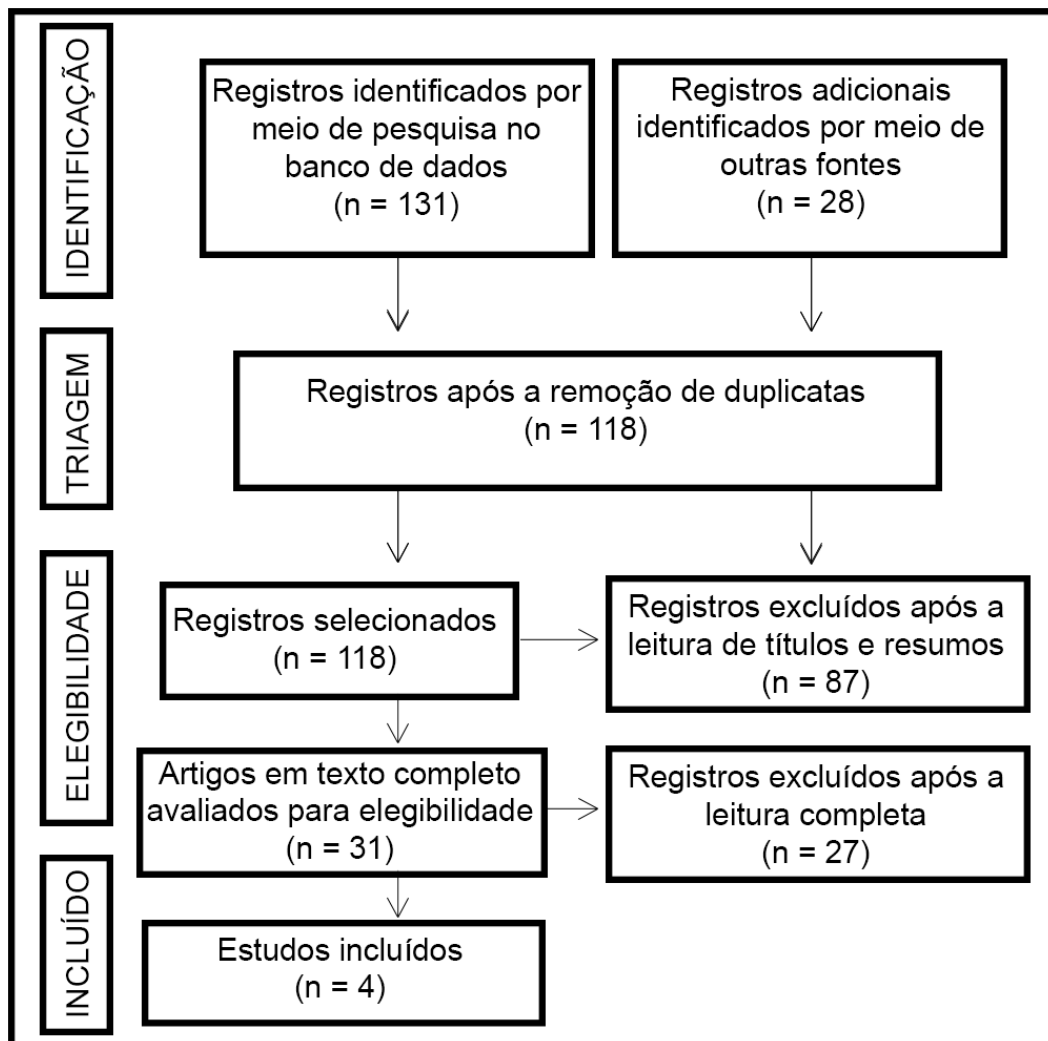 IDENTIFICAÇÃO
Registros identificados por
meio de pesquisa no
banco de dados
(n = 131)
Registros adicionais
identificados por meio de
outras fontes
(n = 28)
TRIAGEM
Registros após a remoção de duplicatas
(n = 118)
ELEGIBILIDADE
Registros selecionados
(n = 118)
Registros excluídos após a
leitura de títulos e resumos
(n = 87)
Artigos em texto completo
avaliados para elegibilidade
(n = 31)
Registros excluídos após a
leitura completa
(n = 27)
INCLUÍDO
Estudos incluídos
(n = 4)